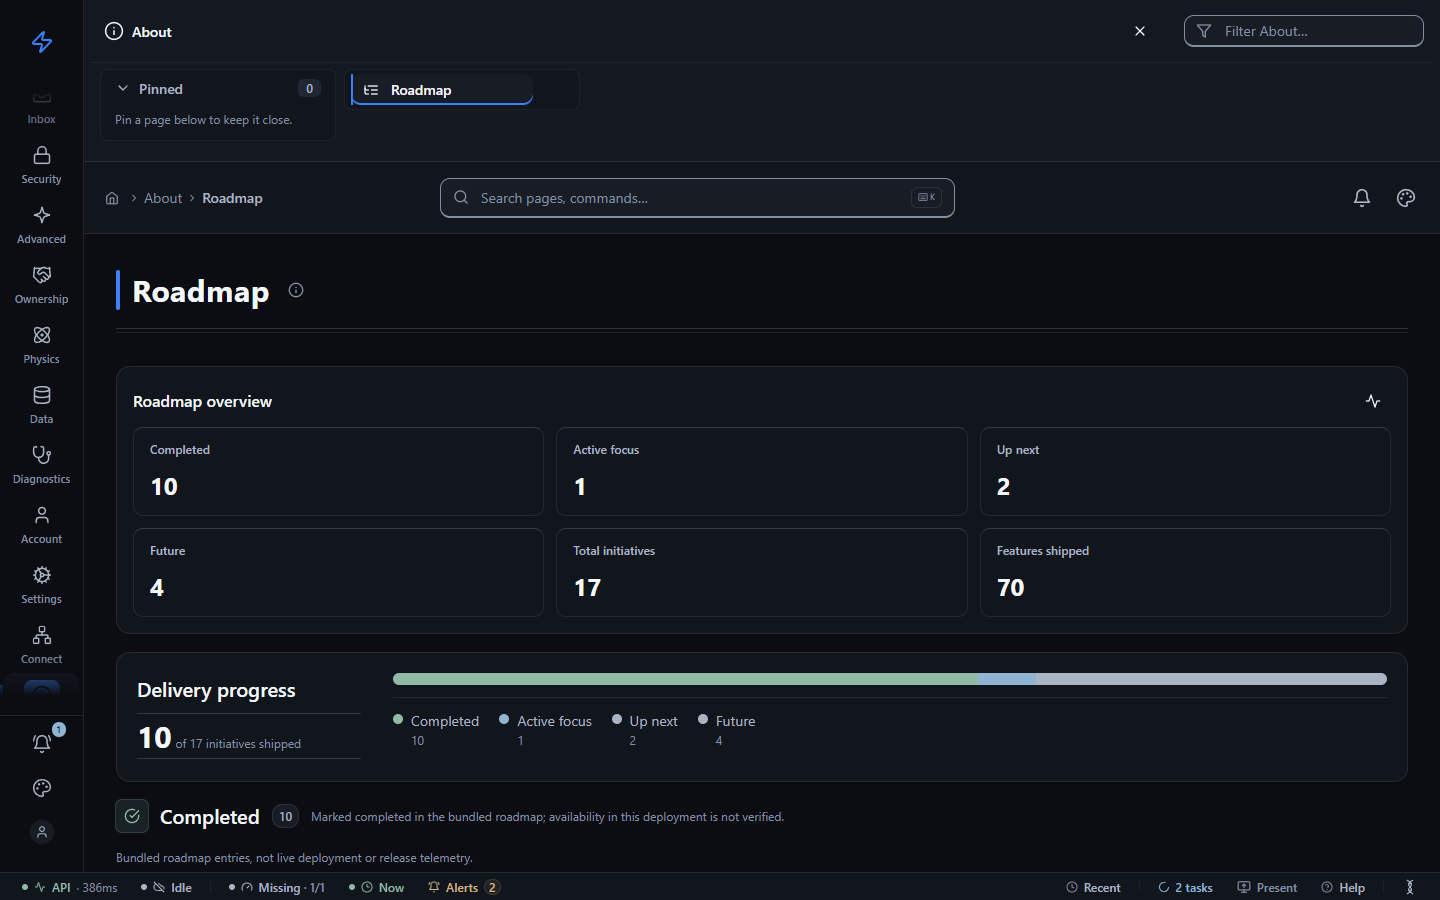 About
Filter About...
Pinned
0
Roadmap
Pin a page below to keep it close.
Inbox
Security
Advanced
Ownership
Physics
Data
Diagnostics
Account
Settings
Connect
1
About
Roadmap
Search pages, commands...
K
Roadmap
Roadmap overview
Completed
10
Active focus
1
Up next
2
Future
4
Total initiatives
17
Features shipped
70
Delivery progress
10 of 17 initiatives shipped
Completed
10
Active focus
1
Up next
2
Future
4
Completed 10 Marked completed in the bundled roadmap; availability in this deployment is not verified.
Bundled roadmap entries, not live deployment or release telemetry.
API · 386ms
Idle
Missing · 1/1
Now
Alerts 2
Recent
2 tasks
Present
Help